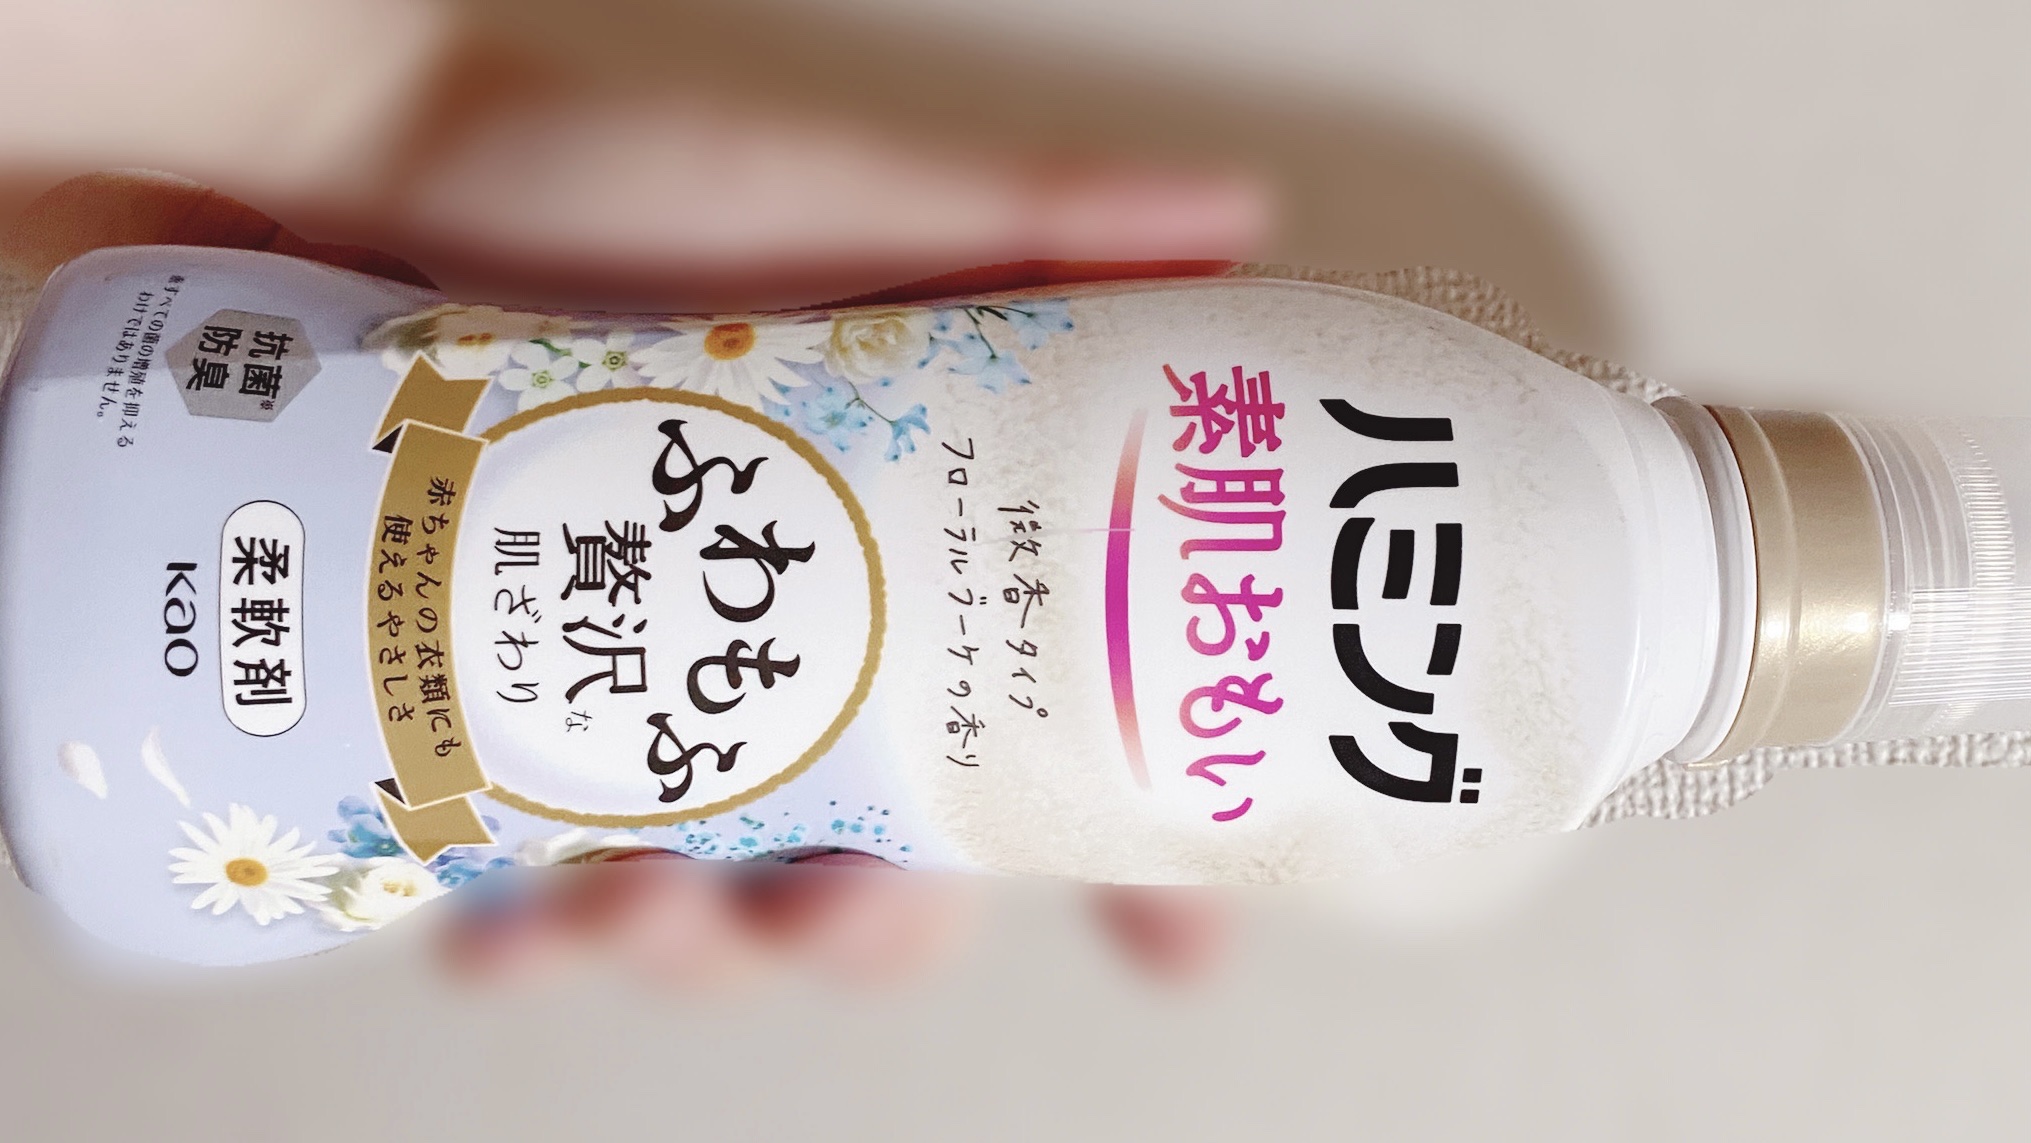 ハミング
素肌おもい
微香タイプ
フローラルブーケの香り
ふわもふ
贅沢な
肌ざわり
赤ちゃんの衣類にも
使えるやさしさ
抗菌※
防臭
※すべての菌の増殖を抑える
わけではありません。
柔軟剤
Kao